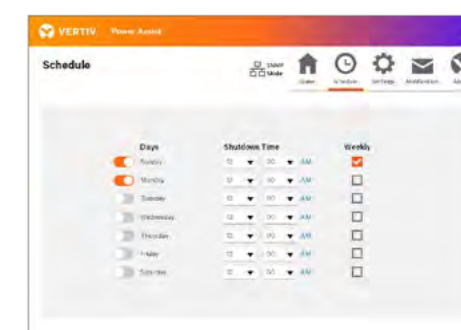 VERTIV Power Assist
Schedule
SNMP Mode
Schedule Settings Notification
Days Shutdown Time Weekly
Sunday 12 00 AM
Monday 12 00 AM
Tuesday 12 00 AM
Wednesday 12 00 AM
Thursday 12 00 AM
Friday 12 00 AM
Saturday 12 00 AM